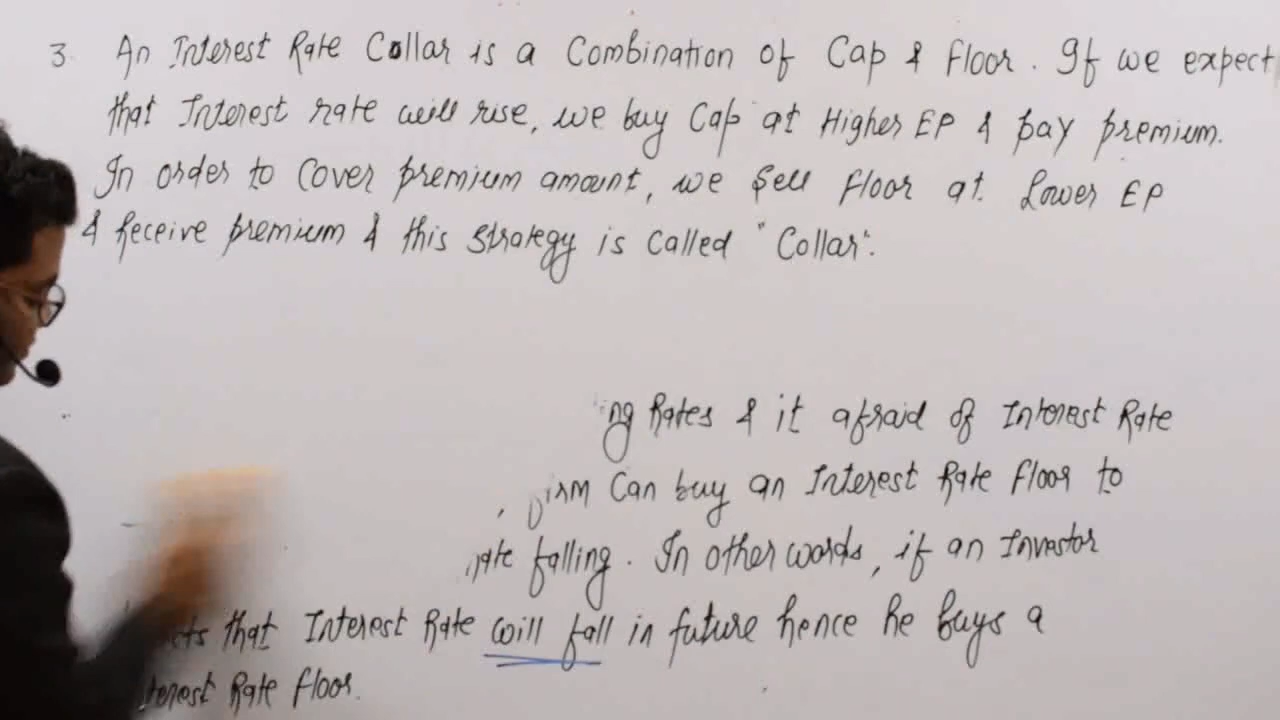 3. An Interest Rate Collar is a Combination of Cap & Floor. If we expect
that Interest rate will rise, we buy Cap at Higher EP & pay premium.
In order to cover premium amount, we Sell Floor at Lower EP
& Receive premium & this strategy is called "Collar".
ng Rates & it afraid of Interest Rate
Can buy an Interest Rate Floor to
falling. In other words, if an Investor
that Interest Rate will fall in future hence he buys a
terest Rate Floor.